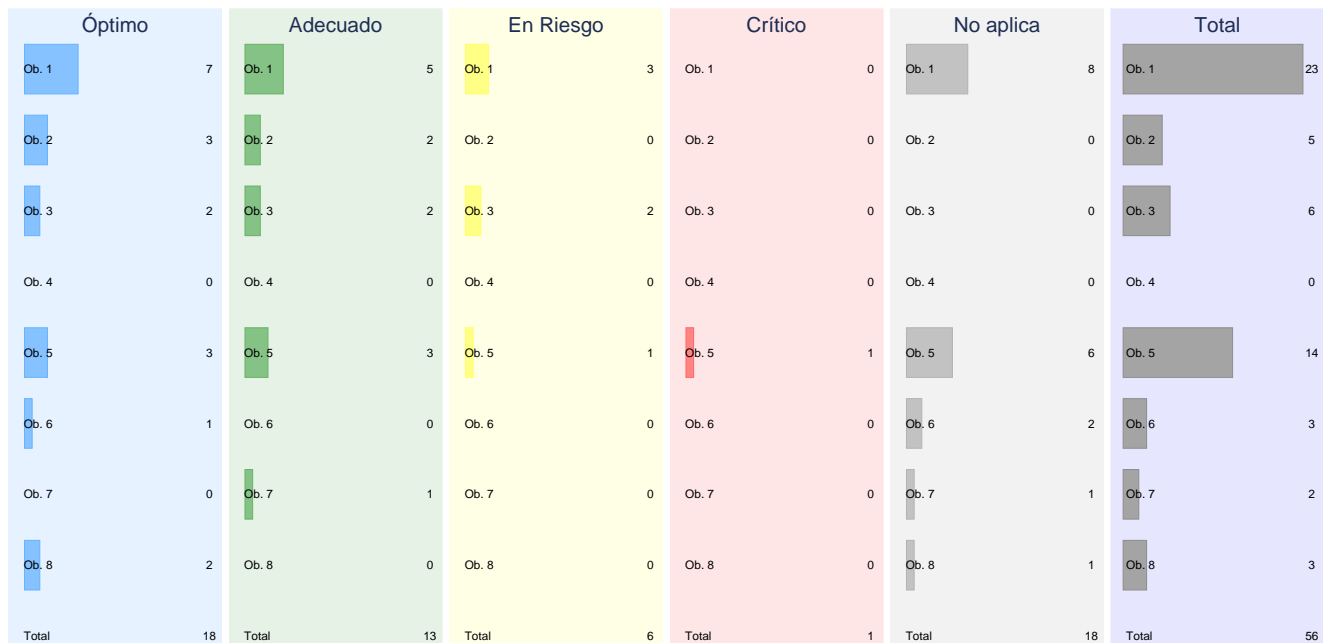 Óptimo Adecuado En Riesgo Crítico No aplica Total
Ob. 1 7 Ob. 1 5 Ob. 1 3 Ob. 1 0 Ob. 1 8 Ob. 1 23
Ob. 2 3 Ob. 2 2 Ob. 2 0 Ob. 2 0 Ob. 2 0 Ob. 2 5
Ob. 3 2 Ob. 3 2 Ob. 3 2 Ob. 3 0 Ob. 3 0 Ob. 3 6
Ob. 4 0 Ob. 4 0 Ob. 4 0 Ob. 4 0 Ob. 4 0 Ob. 4 0
Ob. 5 3 Ob. 5 3 Ob. 5 1 Ob. 5 1 Ob. 5 6 Ob. 5 14
Ob. 6 1 Ob. 6 0 Ob. 6 0 Ob. 6 0 Ob. 6 2 Ob. 6 3
Ob. 7 0 Ob. 7 1 Ob. 7 0 Ob. 7 0 Ob. 7 1 Ob. 7 2
Ob. 8 2 Ob. 8 0 Ob. 8 0 Ob. 8 0 Ob. 8 1 Ob. 8 3
Total 18 Total 13 Total 6 Total 1 Total 18 Total 56